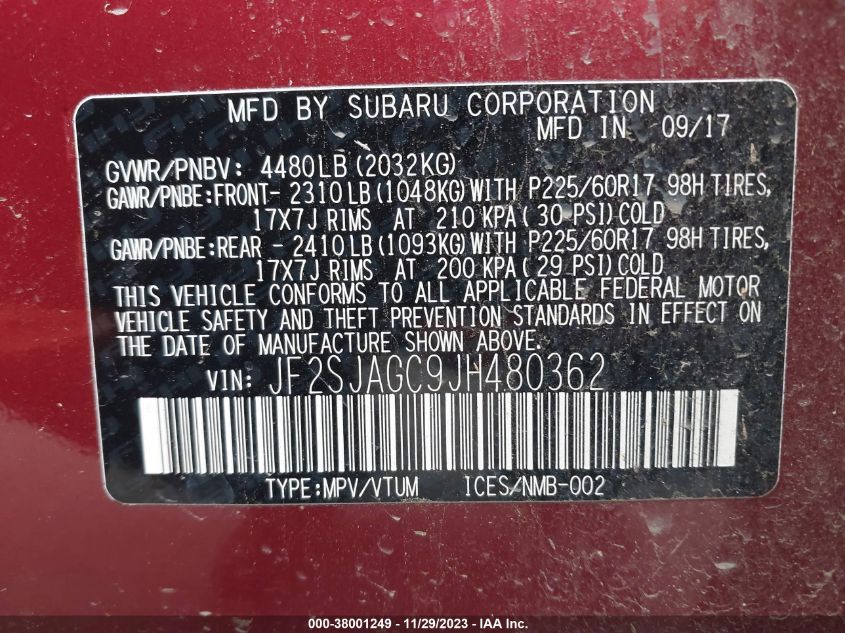 MFD BY SUBARU CORPORATION
MFD IN 09/17
GVWR/PNBV: 4480LB (2032KG)
GAWR/PNBE:FRONT- 2310LB (1048KG) WITH P225/60R17 98H TIRES,
17X7J RIMS AT 210 KPA ( 30 PSI) COLD
GAWR/PNBE:REAR - 2410LB (1093KG) WITH P225/60R17 98H TIRES,
17X7J RIMS AT 200 KPA ( 29 PSI) COLD
THIS VEHICLE CONFORMS TO ALL APPLICABLE FEDERAL MOTOR
VEHICLE SAFETY AND THEFT PREVENTION STANDARDS IN EFFECT ON
THE DATE OF MANUFACTURE SHOWN ABOVE.
VIN: JF2SJAGC9JH480362
TYPE:MPV/VTUM ICES/NMB-002
000-38001249 - 11/29/2023 - IAA Inc.